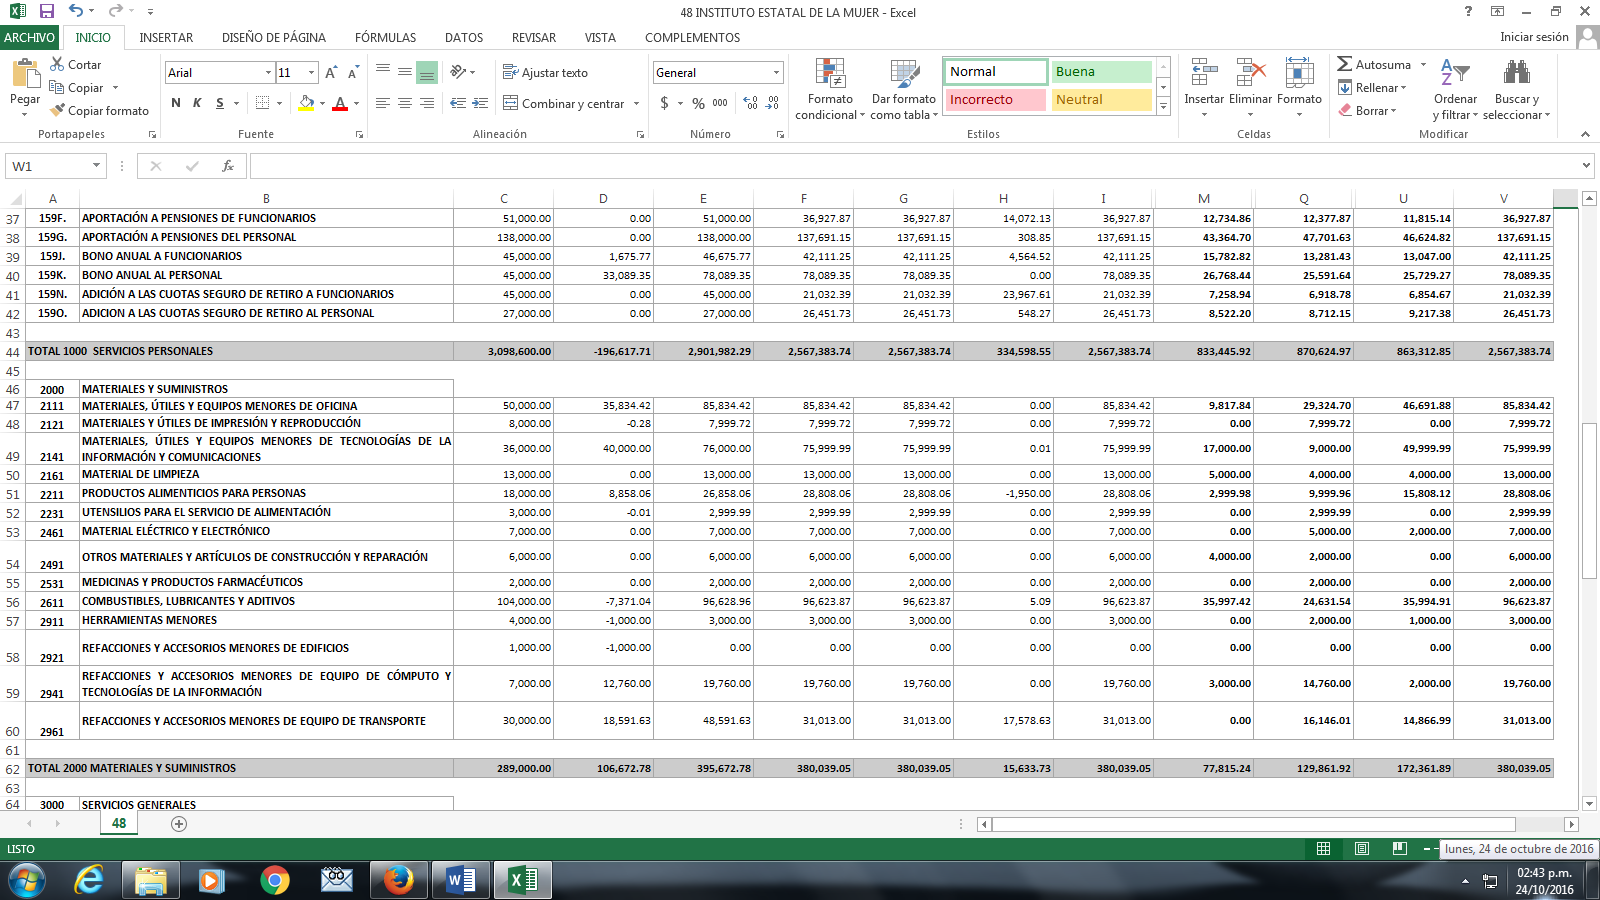 48 INSTITUTO ESTATAL DE LA MUJER - Excel
ARCHIVO INICIO INSERTAR DISEÑO DE PÁGINA FÓRMULAS DATOS REVISAR VISTA COMPLEMENTOS Iniciar sesión
Pegar
Cortar
Copiar
Copiar formato
Portapapeles
Arial 11
N K S
Fuente
Ajustar texto
Combinar y centrar
Alineación
General
$ % 000
Número
Formato condicional
Dar formato como tabla
Normal Buena
Incorrecto Neutral
Estilos
Insertar Eliminar Formato
Celdas
Autosuma
Rellenar
Borrar
Ordenar y filtrar
Buscar y seleccionar
Modificar
W1
A B C D E F G H I M Q U V
37 159F. APORTACIÓN A PENSIONES DE FUNCIONARIOS 51,000.00 0.00 51,000.00 36,927.87 36,927.87 14,072.13 36,927.87 12,734.86 12,377.87 11,815.14 36,927.87
38 159G. APORTACIÓN A PENSIONES DEL PERSONAL 138,000.00 0.00 138,000.00 137,691.15 137,691.15 308.85 137,691.15 43,364.70 47,701.63 46,624.82 137,691.15
39 159J. BONO ANUAL A FUNCIONARIOS 45,000.00 1,675.77 46,675.77 42,111.25 42,111.25 4,564.52 42,111.25 15,782.82 13,281.43 13,047.00 42,111.25
40 159K. BONO ANUAL AL PERSONAL 45,000.00 33,089.35 78,089.35 78,089.35 78,089.35 0.00 78,089.35 26,768.44 25,591.64 25,729.27 78,089.35
41 159N. ADICIÓN A LAS CUOTAS SEGURO DE RETIRO A FUNCIONARIOS 45,000.00 0.00 45,000.00 21,032.39 21,032.39 23,967.61 21,032.39 7,258.94 6,918.78 6,854.67 21,032.39
42 159O. ADICION A LAS CUOTAS SEGURO DE RETIRO AL PERSONAL 27,000.00 0.00 27,000.00 26,451.73 26,451.73 548.27 26,451.73 8,522.20 8,712.15 9,217.38 26,451.73
43
44 TOTAL 1000 SERVICIOS PERSONALES 3,098,600.00 -196,617.71 2,901,982.29 2,567,383.74 2,567,383.74 334,598.55 2,567,383.74 833,445.92 870,624.97 863,312.85 2,567,383.74
45
46 2000 MATERIALES Y SUMINISTROS
47 2111 MATERIALES, ÚTILES Y EQUIPOS MENORES DE OFICINA 50,000.00 35,834.42 85,834.42 85,834.42 85,834.42 0.00 85,834.42 9,817.84 29,324.70 46,691.88 85,834.42
48 2121 MATERIALES Y ÚTILES DE IMPRESIÓN Y REPRODUCCIÓN 8,000.00 -0.28 7,999.72 7,999.72 7,999.72 0.00 7,999.72 0.00 7,999.72 0.00 7,999.72
49 2141 MATERIALES, ÚTILES Y EQUIPOS MENORES DE TECNOLOGÍAS DE LA
INFORMACIÓN Y COMUNICACIONES 36,000.00 40,000.00 76,000.00 75,999.99 75,999.99 0.01 75,999.99 17,000.00 9,000.00 49,999.99 75,999.99
50 2161 MATERIAL DE LIMPIEZA 13,000.00 0.00 13,000.00 13,000.00 13,000.00 0.00 13,000.00 5,000.00 4,000.00 4,000.00 13,000.00
51 2211 PRODUCTOS ALIMENTICIOS PARA PERSONAS 18,000.00 8,858.06 26,858.06 28,808.06 28,808.06 -1,950.00 28,808.06 2,999.98 9,999.96 15,808.12 28,808.06
52 2231 UTENSILIOS PARA EL SERVICIO DE ALIMENTACIÓN 3,000.00 -0.01 2,999.99 2,999.99 2,999.99 0.00 2,999.99 0.00 2,999.99 0.00 2,999.99
53 2461 MATERIAL ELÉCTRICO Y ELECTRÓNICO 7,000.00 0.00 7,000.00 7,000.00 7,000.00 0.00 7,000.00 0.00 5,000.00 2,000.00 7,000.00
54 2491 OTROS MATERIALES Y ARTÍCULOS DE CONSTRUCCIÓN Y REPARACIÓN 6,000.00 0.00 6,000.00 6,000.00 6,000.00 0.00 6,000.00 4,000.00 2,000.00 0.00 6,000.00
55 2531 MEDICINAS Y PRODUCTOS FARMACÉUTICOS 2,000.00 0.00 2,000.00 2,000.00 2,000.00 0.00 2,000.00 0.00 2,000.00 0.00 2,000.00
56 2611 COMBUSTIBLES, LUBRICANTES Y ADITIVOS 104,000.00 -7,371.04 96,628.96 96,623.87 96,623.87 5.09 96,623.87 35,997.42 24,631.54 35,994.91 96,623.87
57 2911 HERRAMIENTAS MENORES 4,000.00 -1,000.00 3,000.00 3,000.00 3,000.00 0.00 3,000.00 0.00 2,000.00 1,000.00 3,000.00
58 2921 REFACCIONES Y ACCESORIOS MENORES DE EDIFICIOS 1,000.00 -1,000.00 0.00 0.00 0.00 0.00 0.00 0.00 0.00 0.00 0.00
59 2941 REFACCIONES Y ACCESORIOS MENORES DE EQUIPO DE CÓMPUTO Y
TECNOLOGÍAS DE LA INFORMACIÓN 7,000.00 12,760.00 19,760.00 19,760.00 19,760.00 0.00 19,760.00 3,000.00 14,760.00 2,000.00 19,760.00
60 2961 REFACCIONES Y ACCESORIOS MENORES DE EQUIPO DE TRANSPORTE 30,000.00 18,591.63 48,591.63 31,013.00 31,013.00 17,578.63 31,013.00 0.00 16,146.01 14,866.99 31,013.00
61
62 TOTAL 2000 MATERIALES Y SUMINISTROS 289,000.00 106,672.78 395,672.78 380,039.05 380,039.05 15,633.73 380,039.05 77,815.24 129,861.92 172,361.89 380,039.05
63
64 3000 SERVICIOS GENERALES
48
LISTO
lunes, 24 de octubre de 2016
02:43 p.m.
24/10/2016